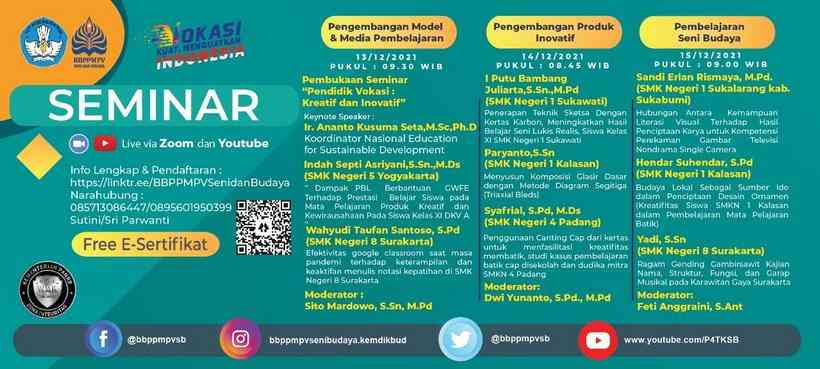 BBPPMPV
VOKASI
KUAT, MENGUATKAN
INDONESIA
SEMINAR
Live via Zoom dan Youtube
Info Lengkap & Pendaftaran :
https://linktr.ee/BBPPMPVSenidanBudaya
Narahubung :
085713086447/0895601950399
Sutini/Sri Parwanti
Free E-Sertifikat
Pengembangan Model
& Media Pembelajaran
13/12/2021
PUKUL : 09.30 WIB
Pembukaan Seminar
"Pendidik Vokasi :
Kreatif dan Inovatif"
Keynote Speaker :
Ir. Ananto Kusuma Seta,M.Sc,Ph.D
Koordinator Nasional Education
for Sustainable Development
Indah Septi Asriyani,S.Sn.,M.Ds
(SMK Negeri 5 Yogyakarta)
" Dampak PBL Berbantuan GWFE
Terhadap Prestasi Belajar Siswa pada
Mata Pelajaran Produk Kreatif dan
Kewirausahaan Pada Siswa Kelas XI DKV A
Wahyudi Taufan Santoso, S.Pd
(SMK Negeri 8 Surakarta)
Efektivitas google classroom saat masa
pandemi terhadap keterampilan dan
keaktifan menulis notasi kepatihan di SMK
Negeri 8 Surakarta
Moderator :
Sito Mardowo, S.Sn, M.Pd
Pengembangan Produk
Inovatif
14/12/2021
PUKUL : 08.45 WIB
I Putu Bambang
Juliarta,S.Sn.,M.Pd
(SMK Negeri 1 Sukawati)
Penerapan Teknik Sketsa Dengan
Kertas Karbon, Meningkatkan Hasil
Belajar Seni Lukis Realis, Siswa Kelas
XI SMK Negeri 1 Sukawati
Paryanto,S.Sn
(SMK Negeri 1 Kalasan)
Menyusun Komposisi Glasir Dasar
dengan Metode Diagram Segitiga
(Triaxial Bleds)
Syafrial, S.Pd, M.Ds
(SMK Negeri 4 Padang)
Penggunaan Canting Cap dari kertas
untuk menfasilitasi kreatifitas
membatik, studi kasus pembelajaran
batik cap disekolah dan dudika mitra
SMKN 4 Padang
Moderator:
Dwi Yunanto, S.Pd., M.Pd
Pembelajaran
Seni Budaya
15/12/2021
PUKUL : 09.00 WIB
Sandi Erlan Rismaya, M.Pd.
(SMK Negeri 1 Sukalarang kab.
Sukabumi)
Hubungan Antara Kemampuan
Literasi Visual Terhadap Hasil
Penciptaan Karya untuk Kompetensi
Perekaman Gambar Televisi
Nondrama Single Camera
Hendar Suhendar, S.Pd
(SMK Negeri 1 Kalasan)
Budaya Lokal Sebagai Sumber Ide
dalam Penciptaan Desain Ornamen
(Kreatifitas Siswa SMKN 1 Kalasan
dalam Pembelajaran Mata Pelajaran
Batik)
Yadi, S.Sn
(SMK Negeri 8 Surakarta)
Ragam Gending Gambirsawit Kajian
Nama, Struktur, Fungsi, dan Garap
Musikal pada Karawitan Gaya Surakarta
Moderator:
Feti Anggraini, S.Ant
@bbppmpvsb
bbppmpvsenibudaya.kemdikbud
@bbppmpvsb
www.youtube.com/P4TKSB